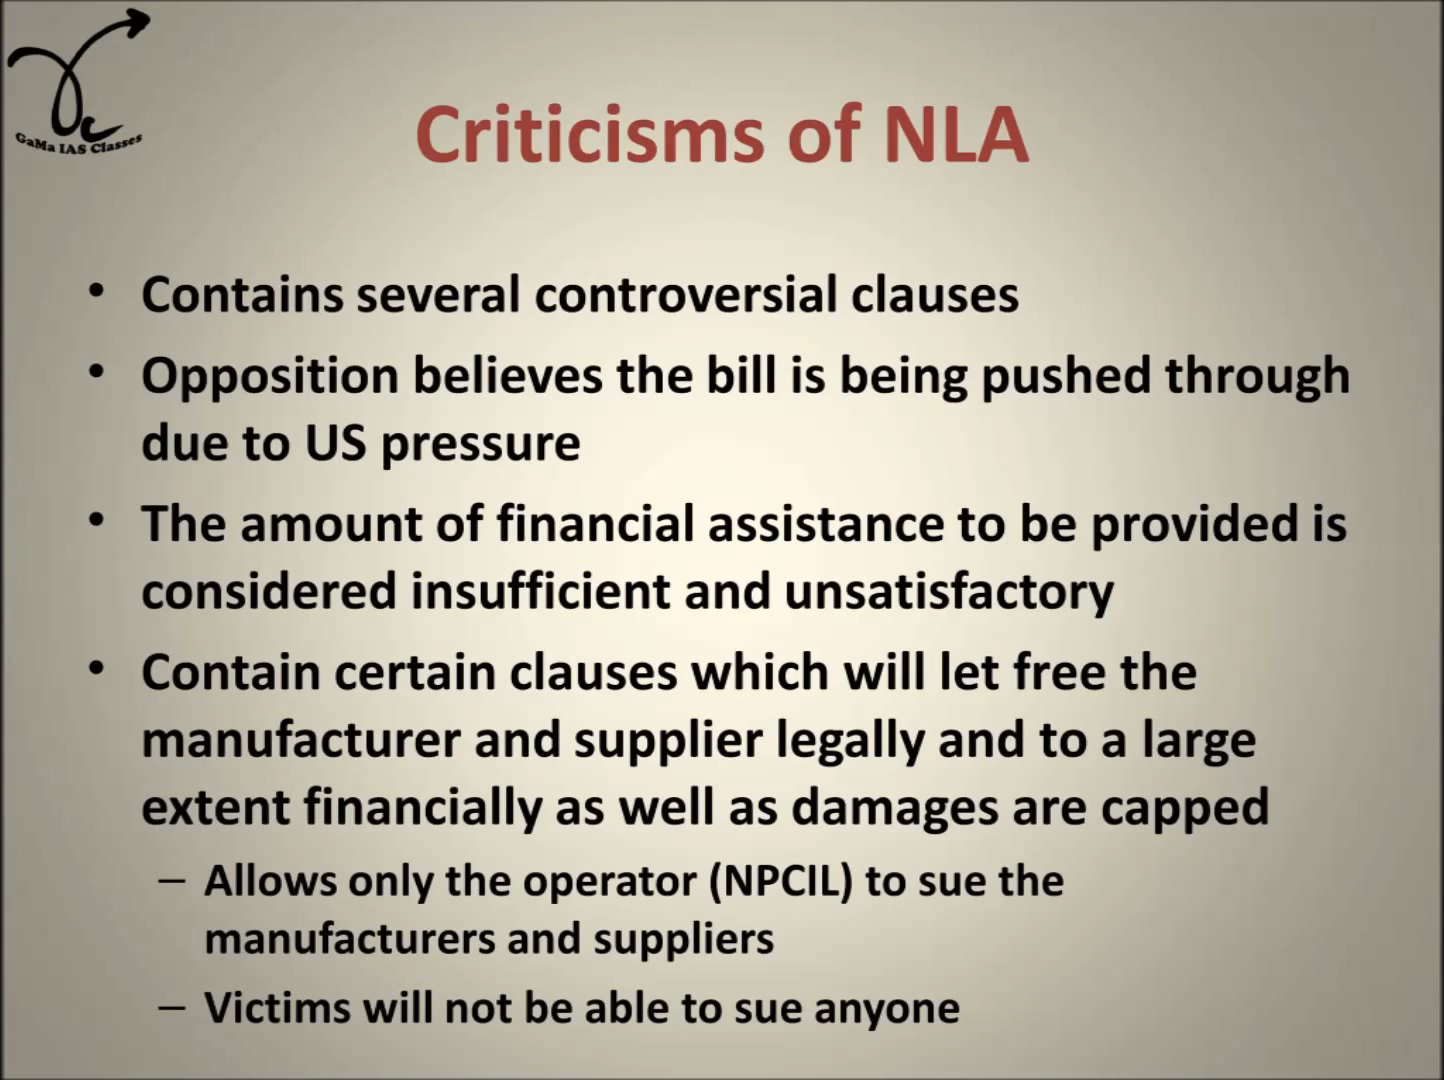 GaMa IAS Classes
Criticisms of NLA
• Contains several controversial clauses
• Opposition believes the bill is being pushed through
due to US pressure
• The amount of financial assistance to be provided is
considered insufficient and unsatisfactory
• Contain certain clauses which will let free the
manufacturer and supplier legally and to a large
extent financially as well as damages are capped
– Allows only the operator (NPCIL) to sue the
manufacturers and suppliers
– Victims will not be able to sue anyone